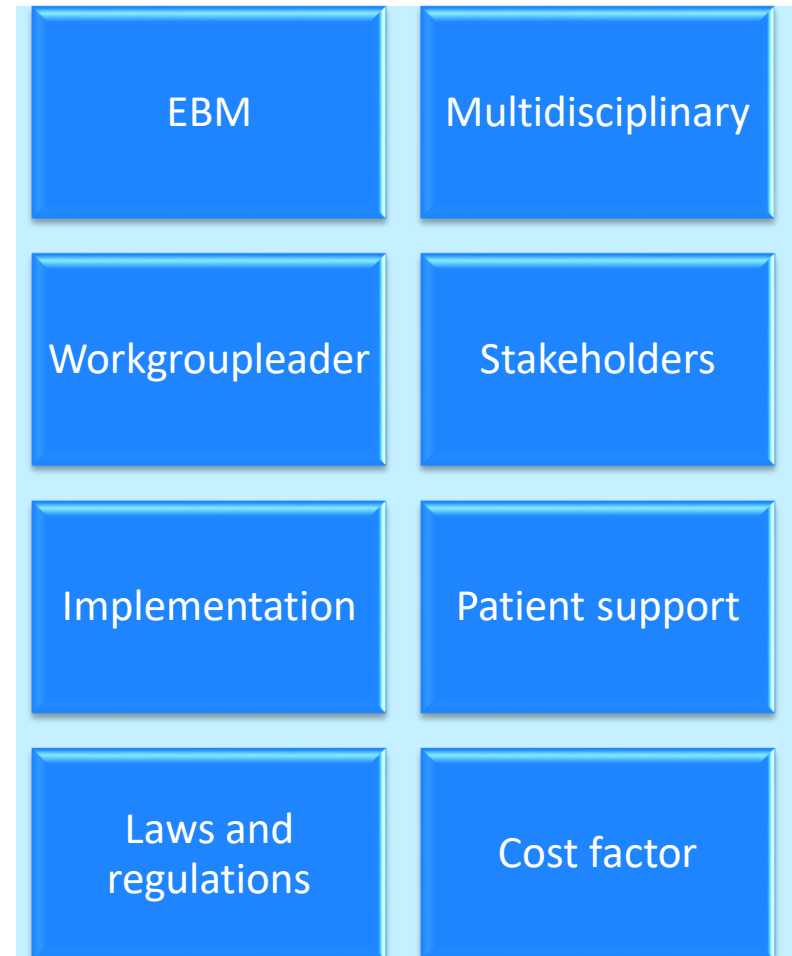 EBM
Multidisciplinary
Workgroupleader
Stakeholders
Implementation
Patient support
Laws and
regulations
Cost factor